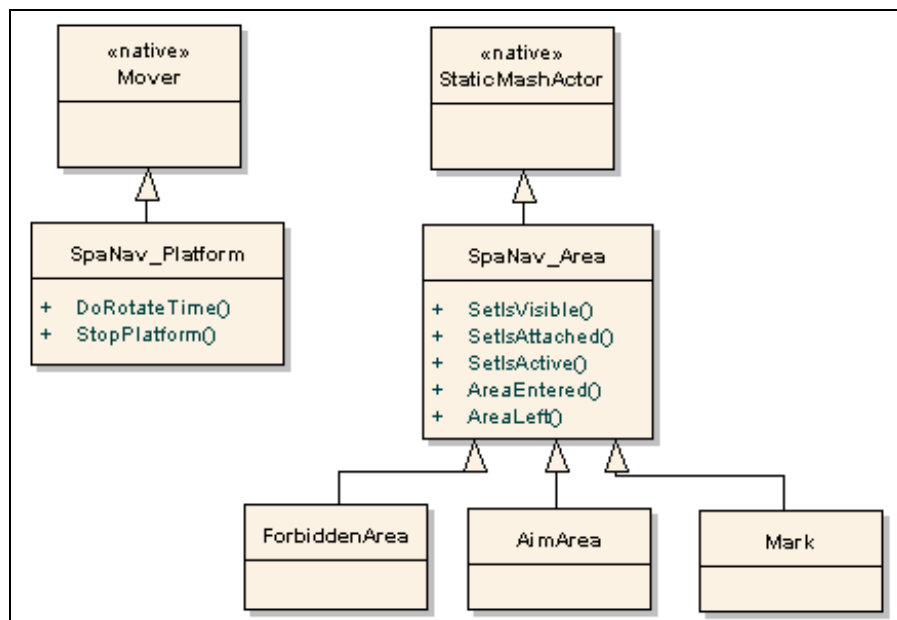 «native»
Mover
«native»
StaticMashActor
SpaNav_Platform
+ DoRotateTime()
+ StopPlatform()
SpaNav_Area
+ SetIsVisible()
+ SetIsAttached()
+ SetIsActive()
+ AreaEntered()
+ AreaLeft()
ForbiddenArea
AimArea
Mark